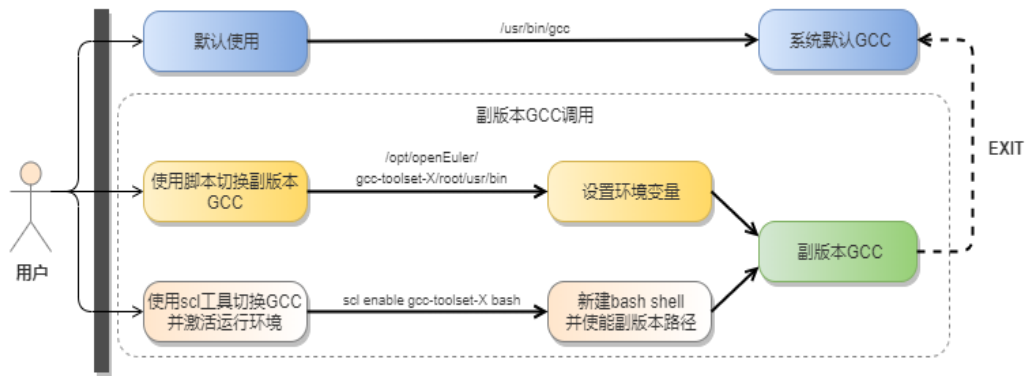 默认使用
/usr/bin/gcc
系统默认GCC
副版本GCC调用
EXIT
使用脚本切换副版本
GCC
/opt/openEuler/
gcc-toolset-X/root/usr/bin
设置环境变量
副版本GCC
用户
使用scl工具切换GCC
并激活运行环境
scl enable gcc-toolset-X bash
新建bash shell
并使能副版本路径